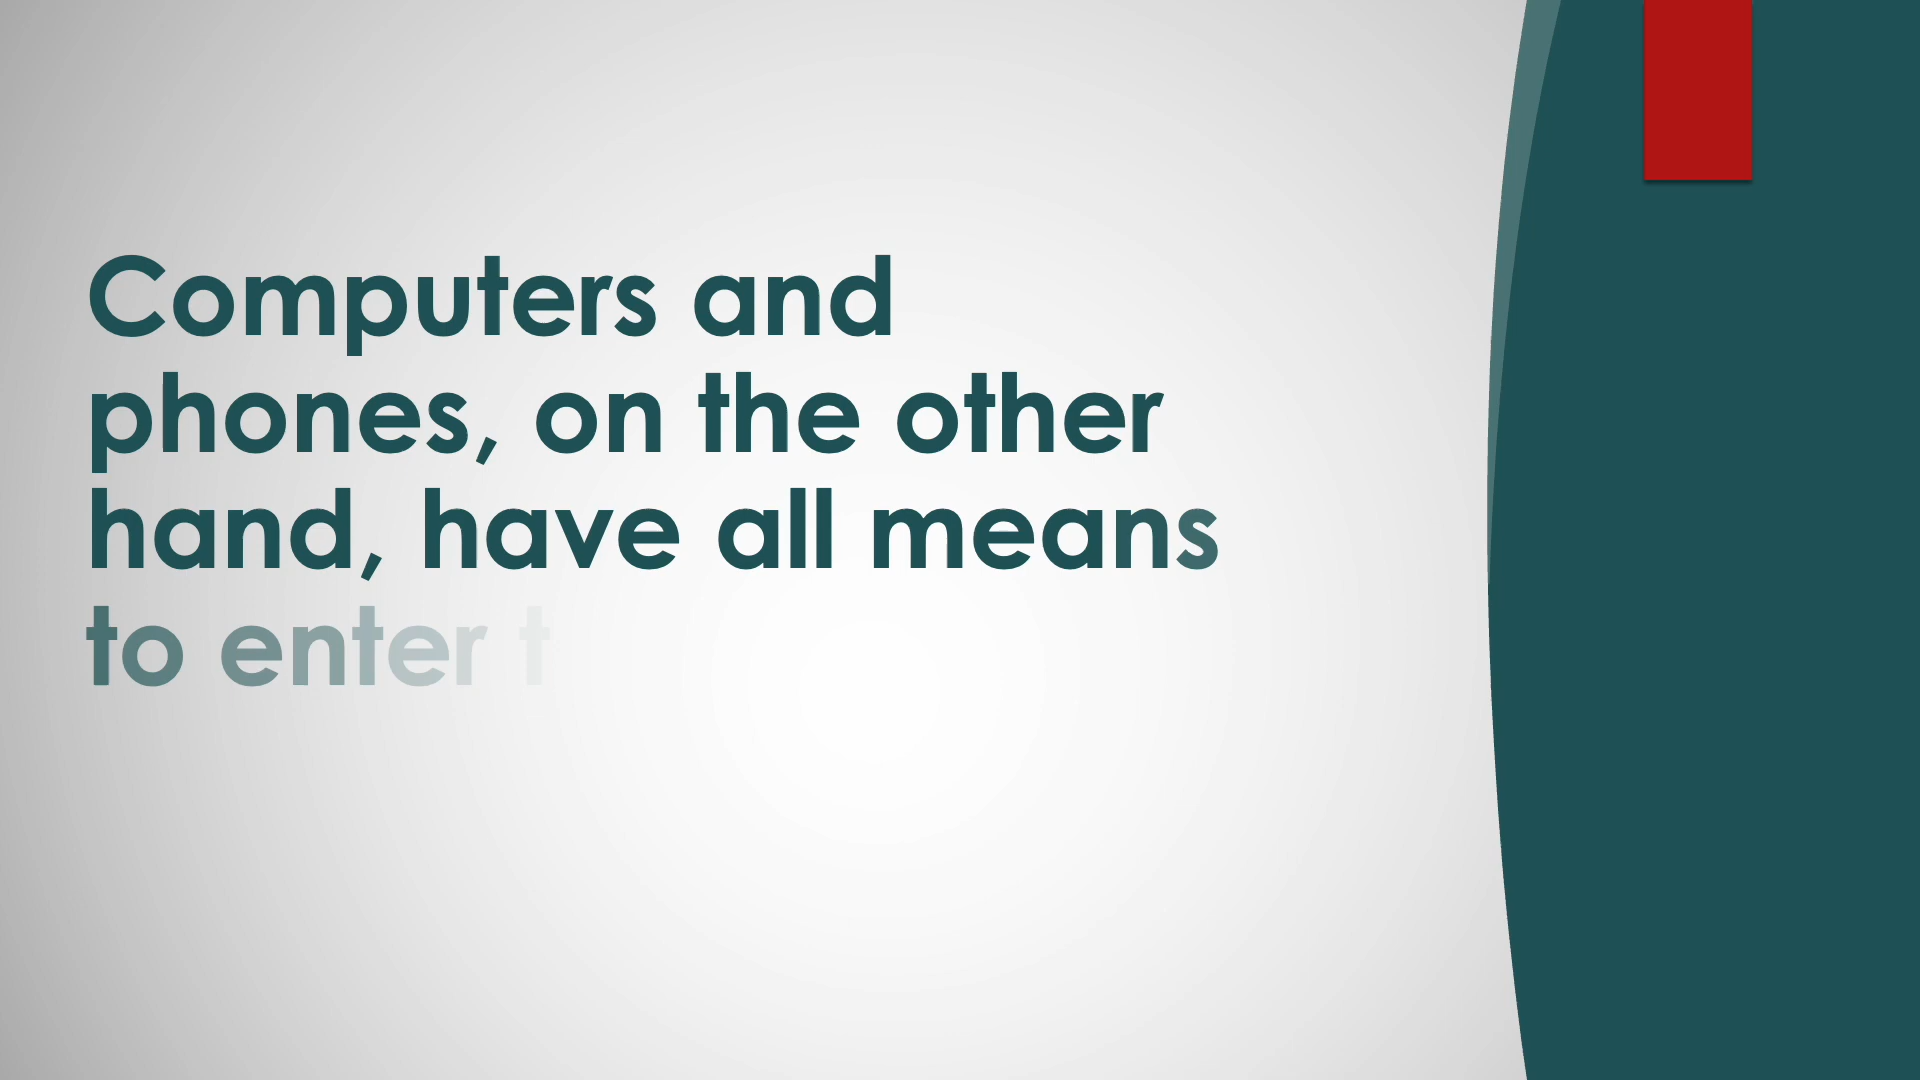 Computers and
phones, on the other
hand, have all means
to enter t